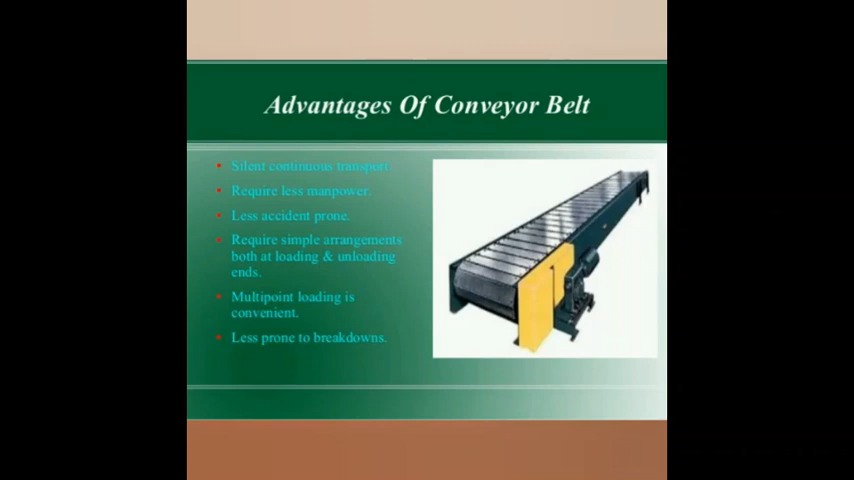 Advantages Of Conveyor Belt
• Silent continuous transport.
• Require less manpower.
• Less accident prone.
• Require simple arrangements
both at loading & unloading
ends.
• Multipoint loading is
convenient.
• Less prone to breakdowns.